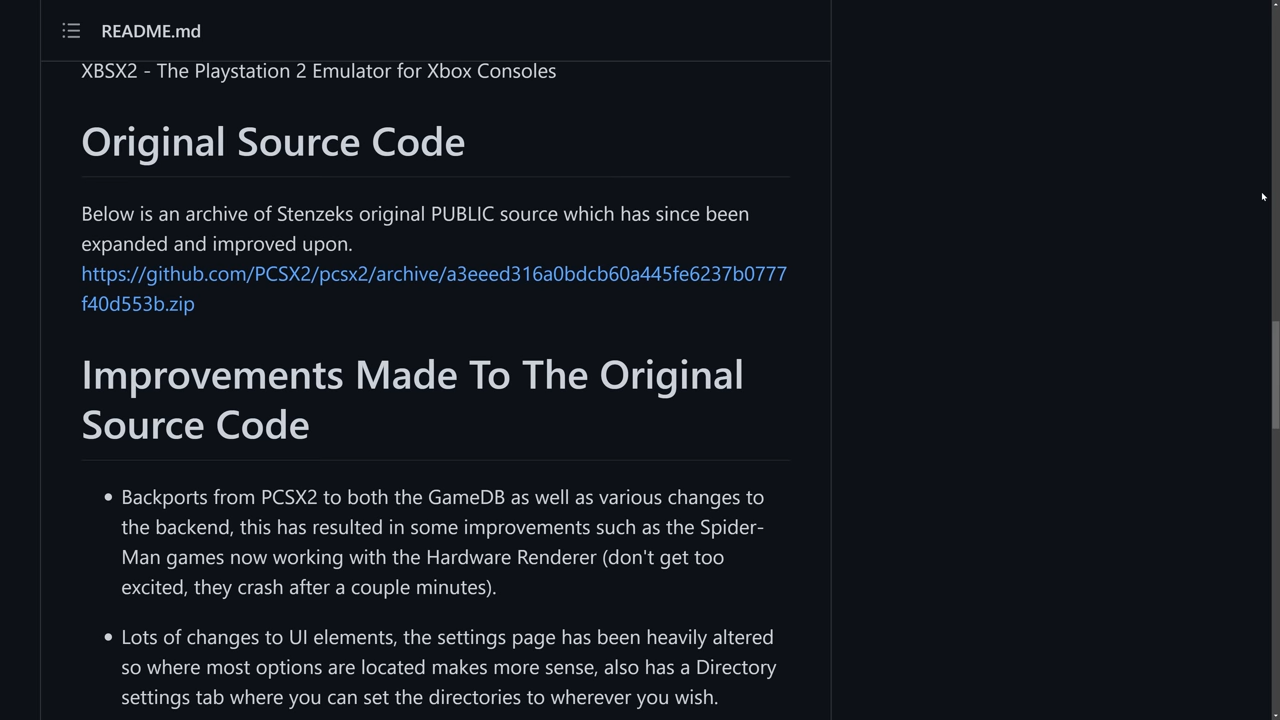 README.md
XBSX2 - The Playstation 2 Emulator for Xbox Consoles
Original Source Code
Below is an archive of Stenzeks original PUBLIC source which has since been
expanded and improved upon.
https://github.com/PCSX2/pcsx2/archive/a3eeed316a0bdcb60a445fe6237b0777
f40d553b.zip
Improvements Made To The Original
Source Code
• Backports from PCSX2 to both the GameDB as well as various changes to
the backend, this has resulted in some improvements such as the Spider-
Man games now working with the Hardware Renderer (don't get too
excited, they crash after a couple minutes).
• Lots of changes to UI elements, the settings page has been heavily altered
so where most options are located makes more sense, also has a Directory
settings tab where you can set the directories to wherever you wish.